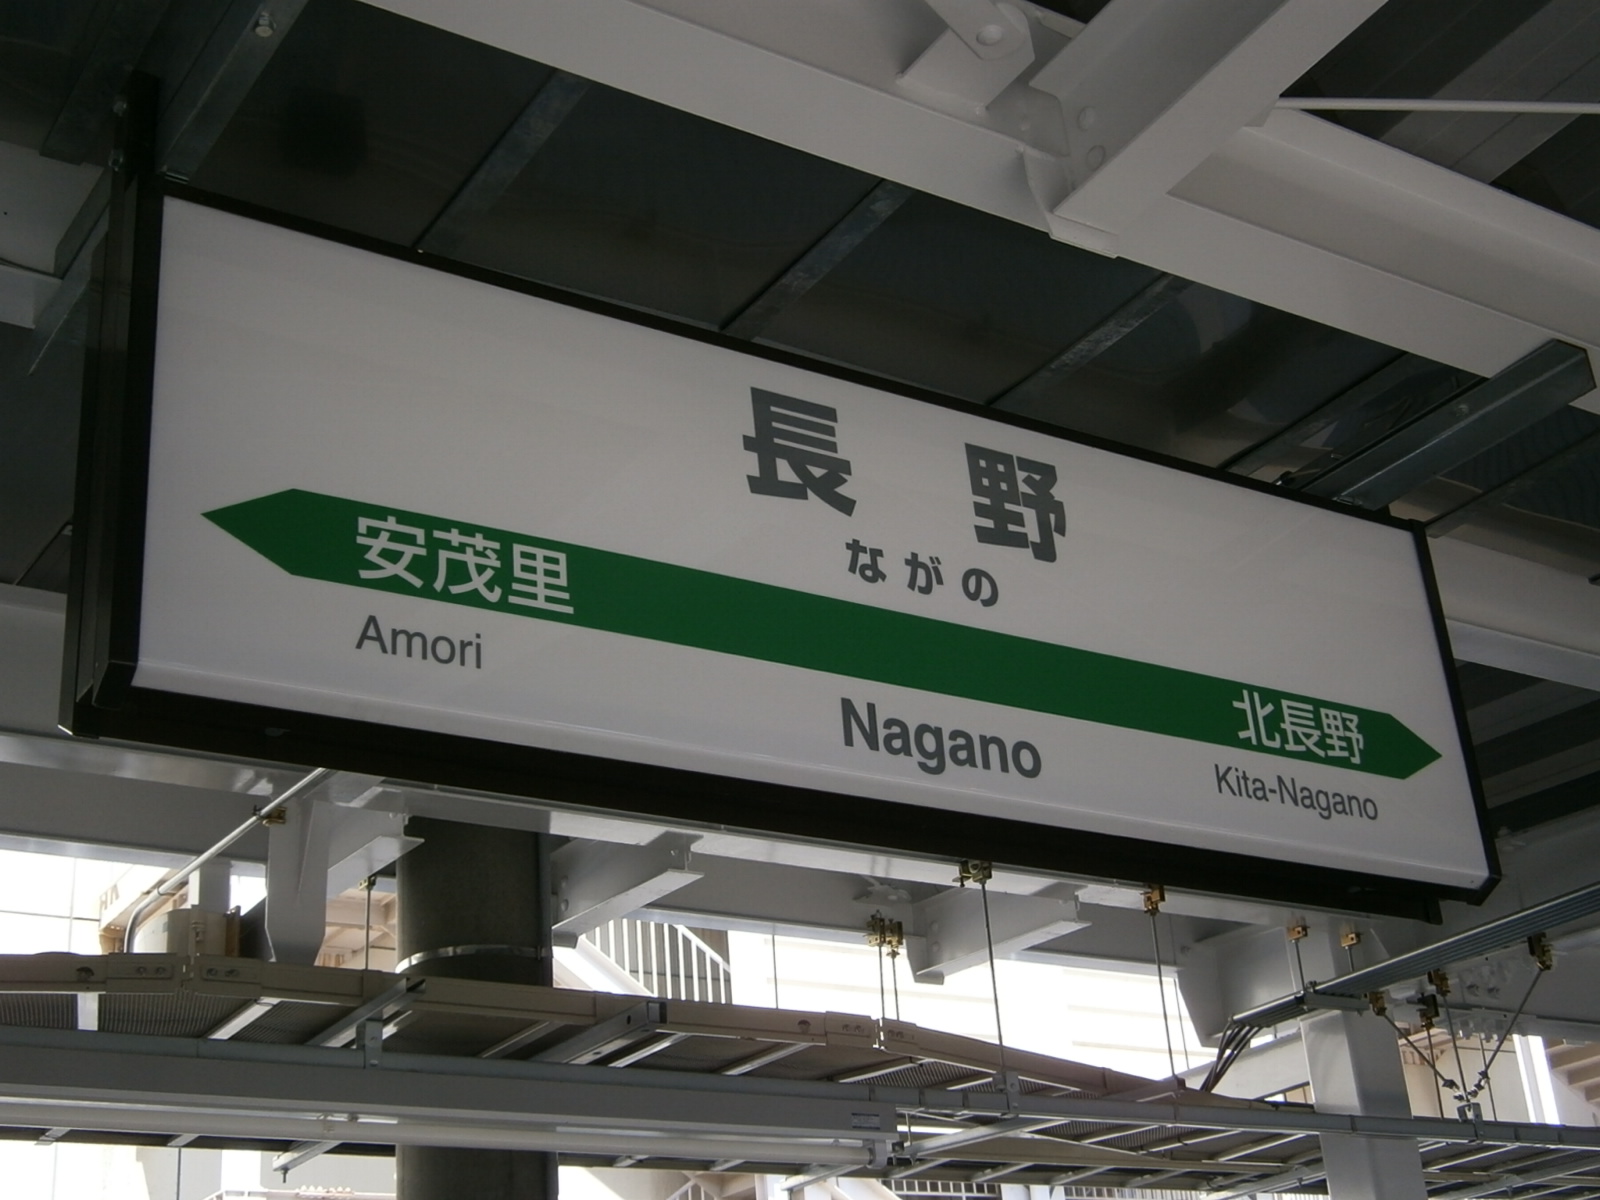 長野
ながの
安茂里
北長野
Amori
Nagano
Kita-Nagano